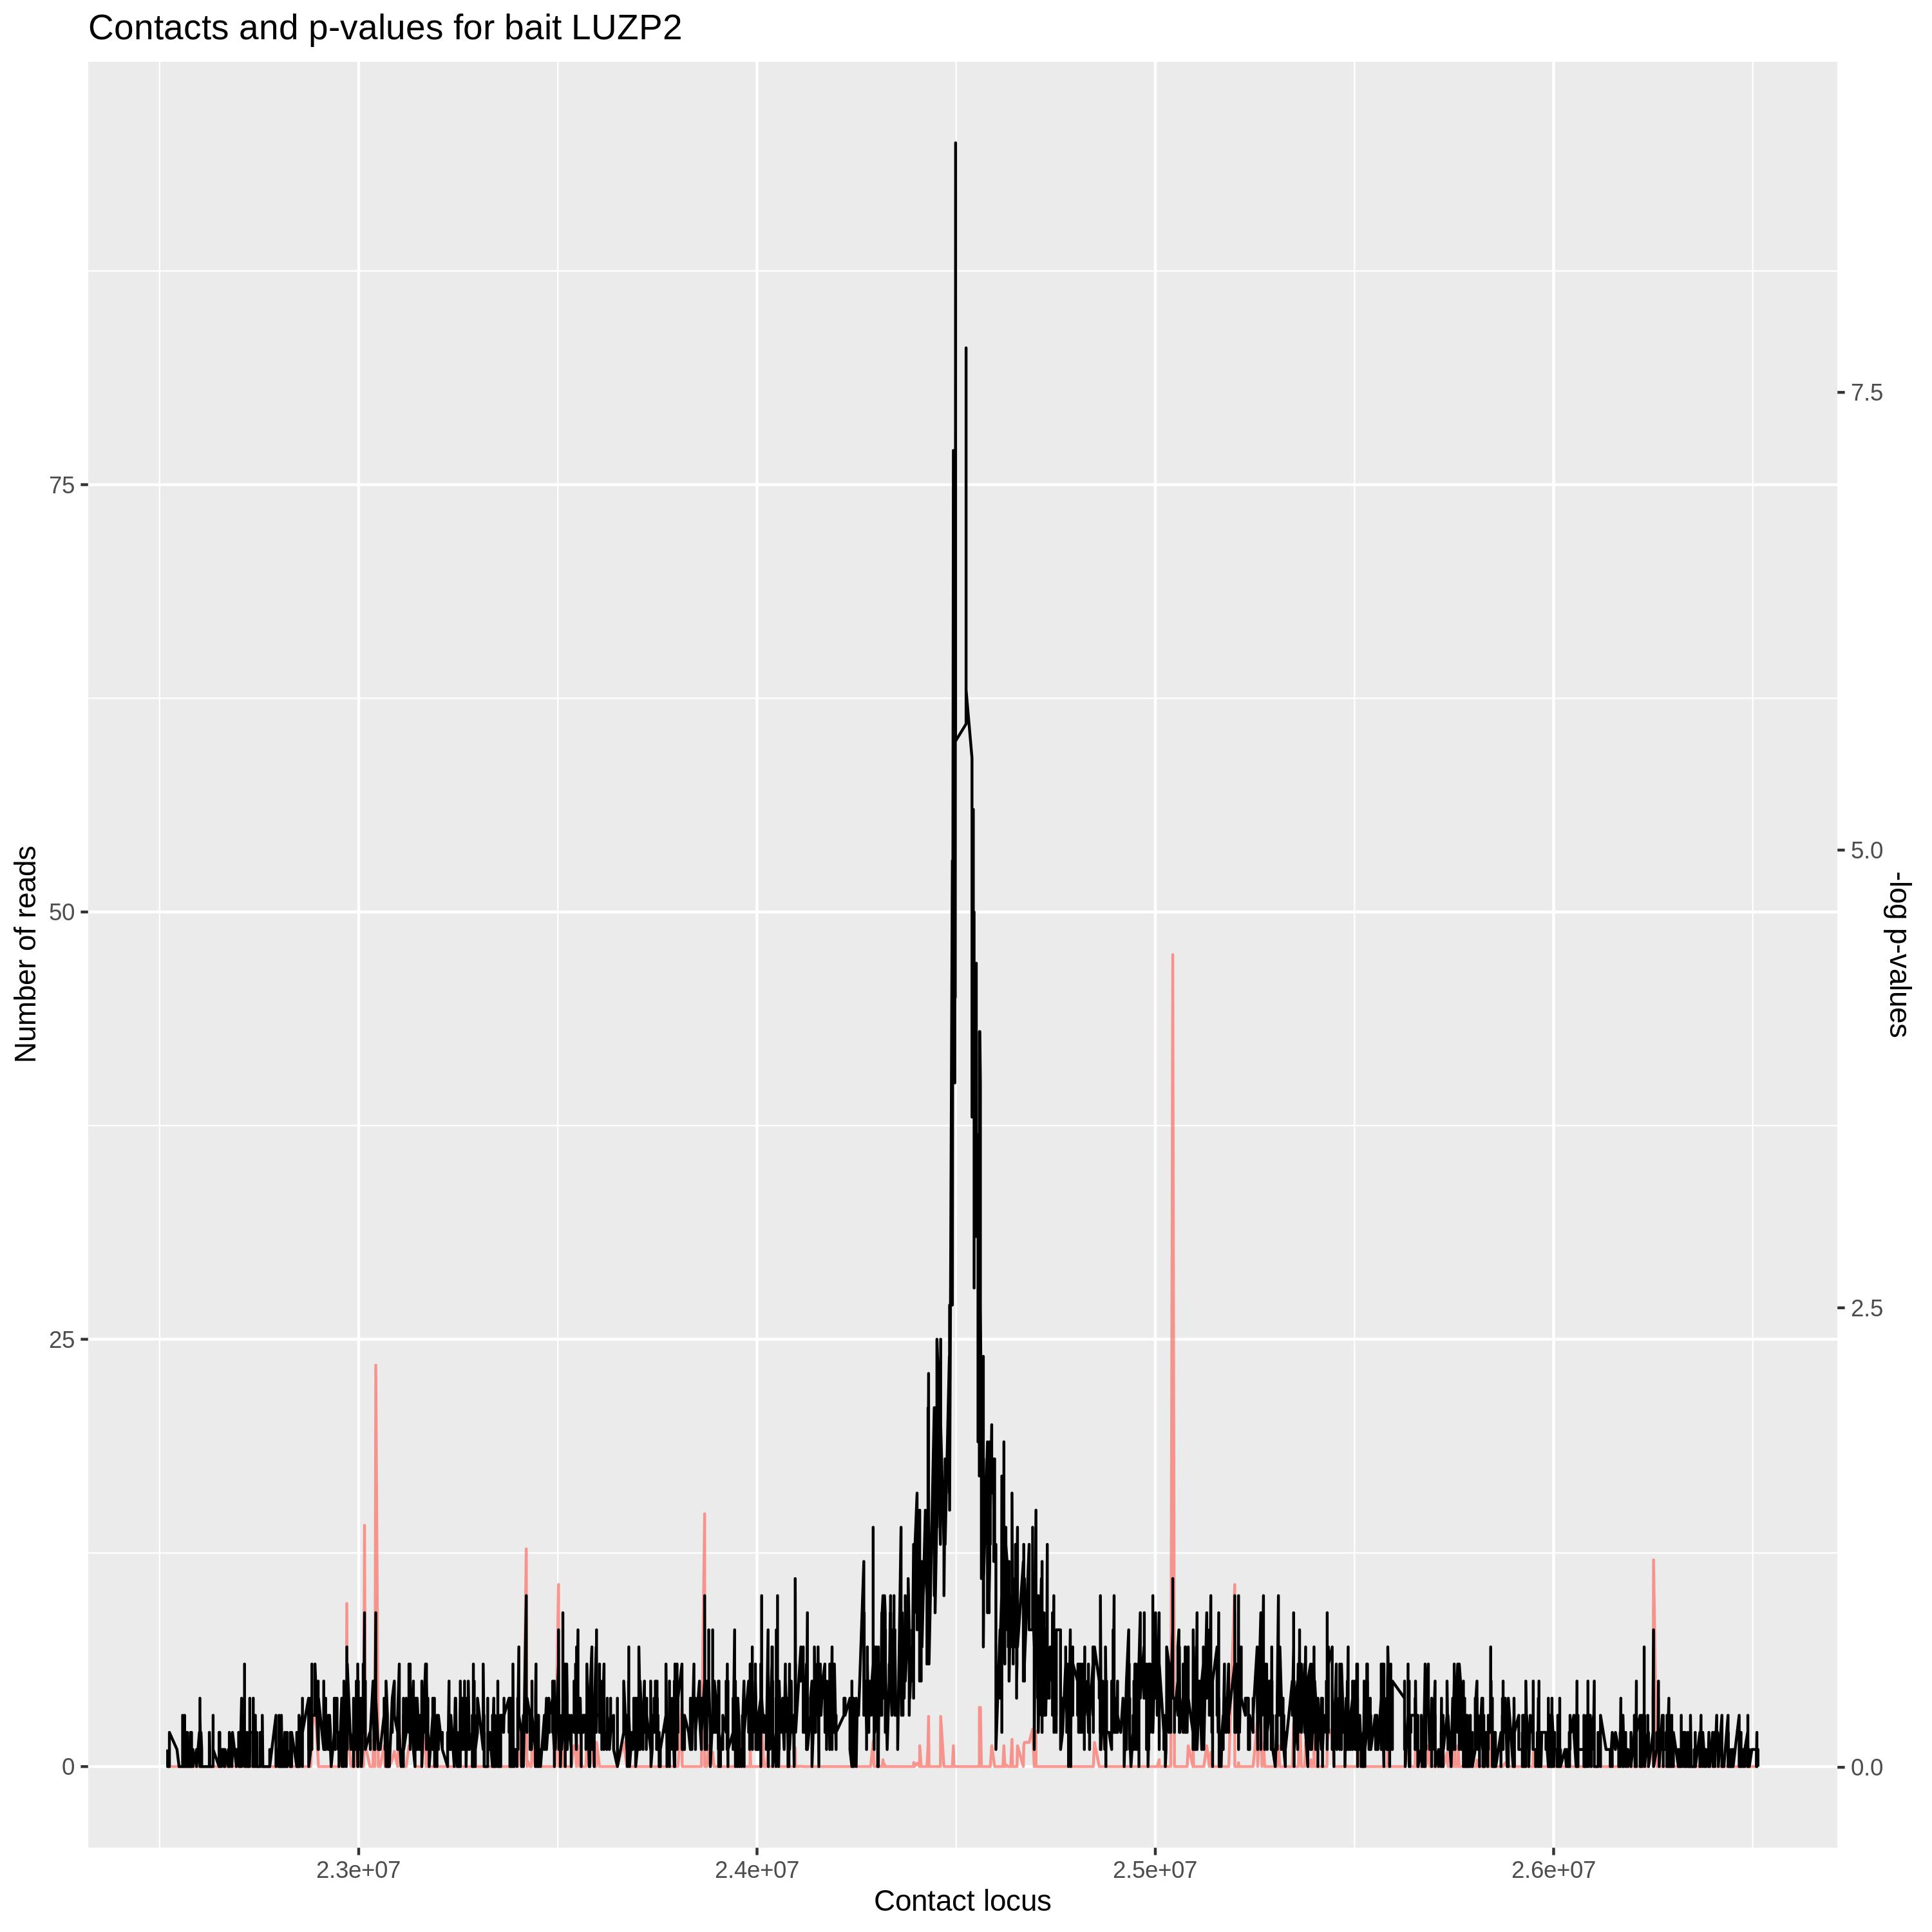 Contacts and p-values for bait LUZP2
75
50
25
0
Number of reads
7.5
5.0
2.5
0.0
-log p-values
2.3e+07
2.4e+07
2.5e+07
2.6e+07
Contact locus